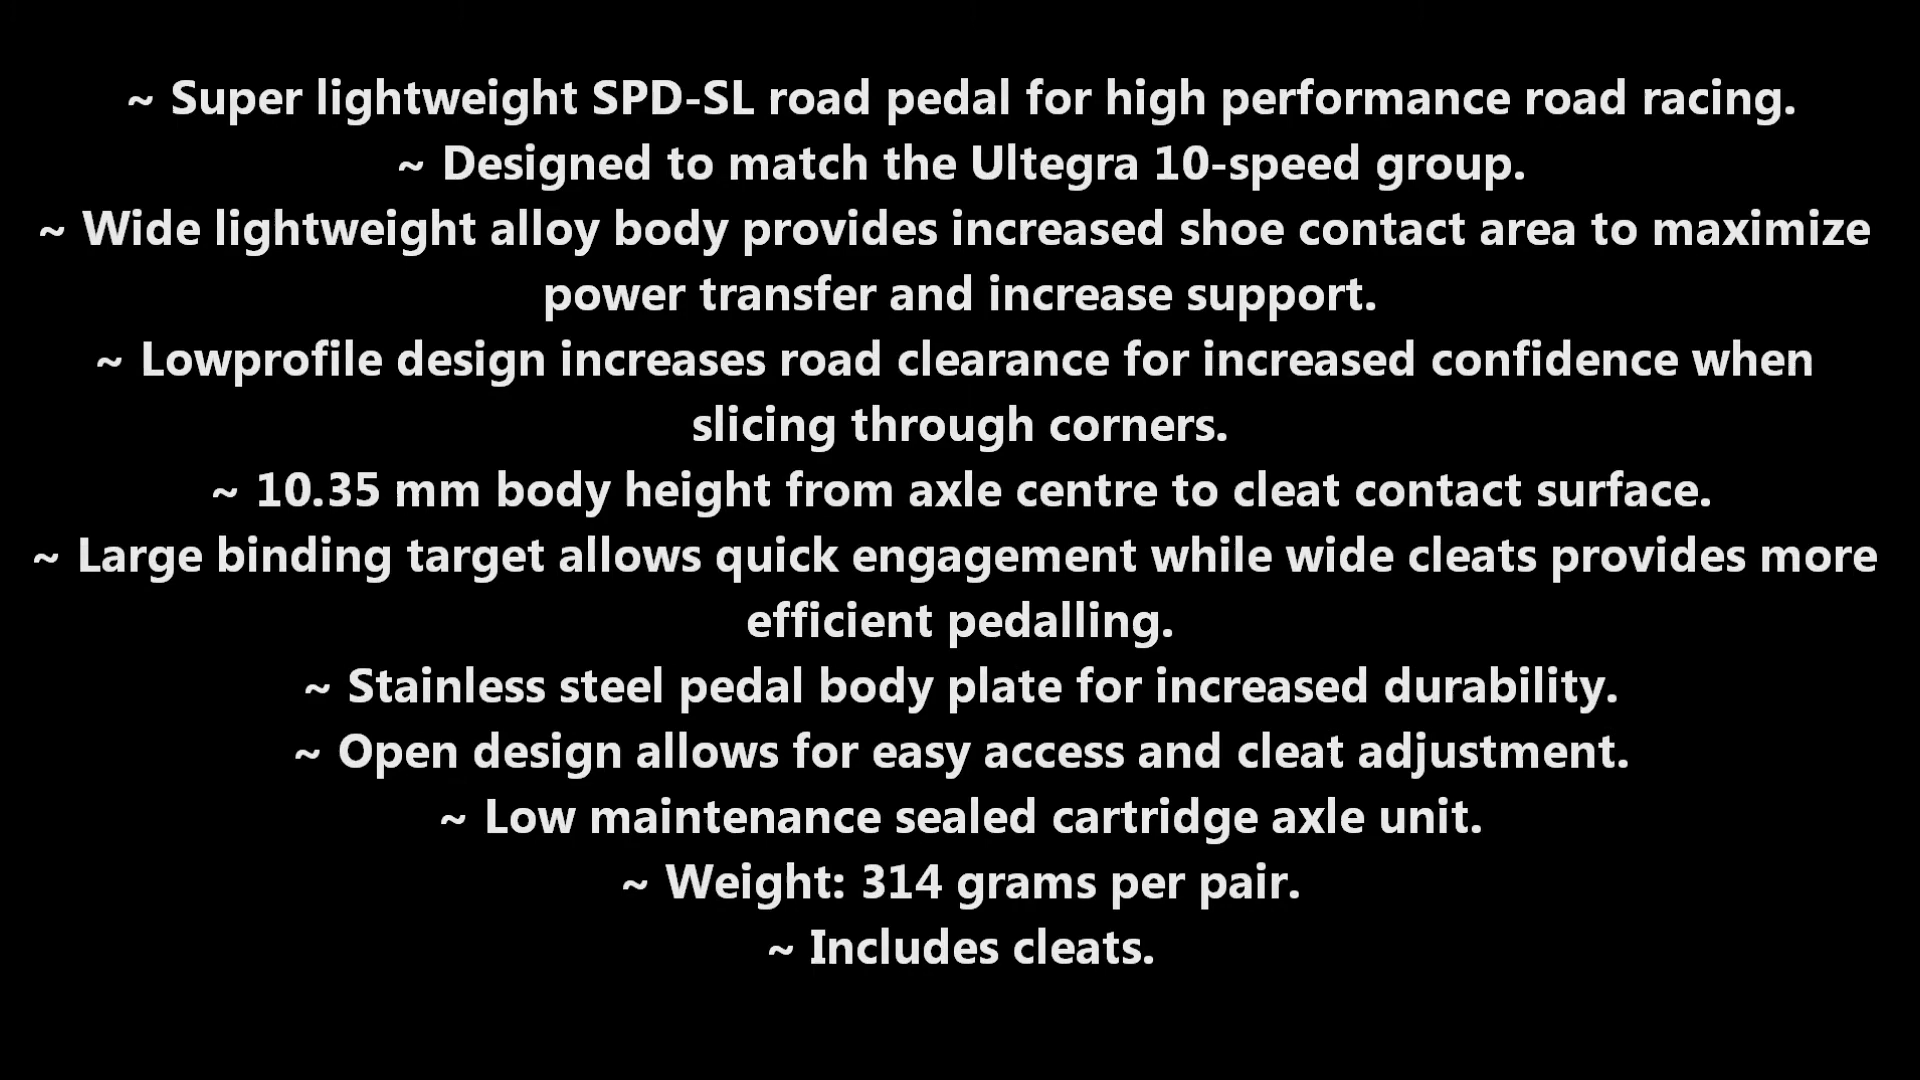 ~ Super lightweight SPD-SL road pedal for high performance road racing.
~ Designed to match the Ultegra 10-speed group.
~ Wide lightweight alloy body provides increased shoe contact area to maximize
power transfer and increase support.
~ Lowprofile design increases road clearance for increased confidence when
slicing through corners.
~ 10.35 mm body height from axle centre to cleat contact surface.
~ Large binding target allows quick engagement while wide cleats provides more
efficient pedalling.
~ Stainless steel pedal body plate for increased durability.
~ Open design allows for easy access and cleat adjustment.
~ Low maintenance sealed cartridge axle unit.
~ Weight: 314 grams per pair.
~ Includes cleats.